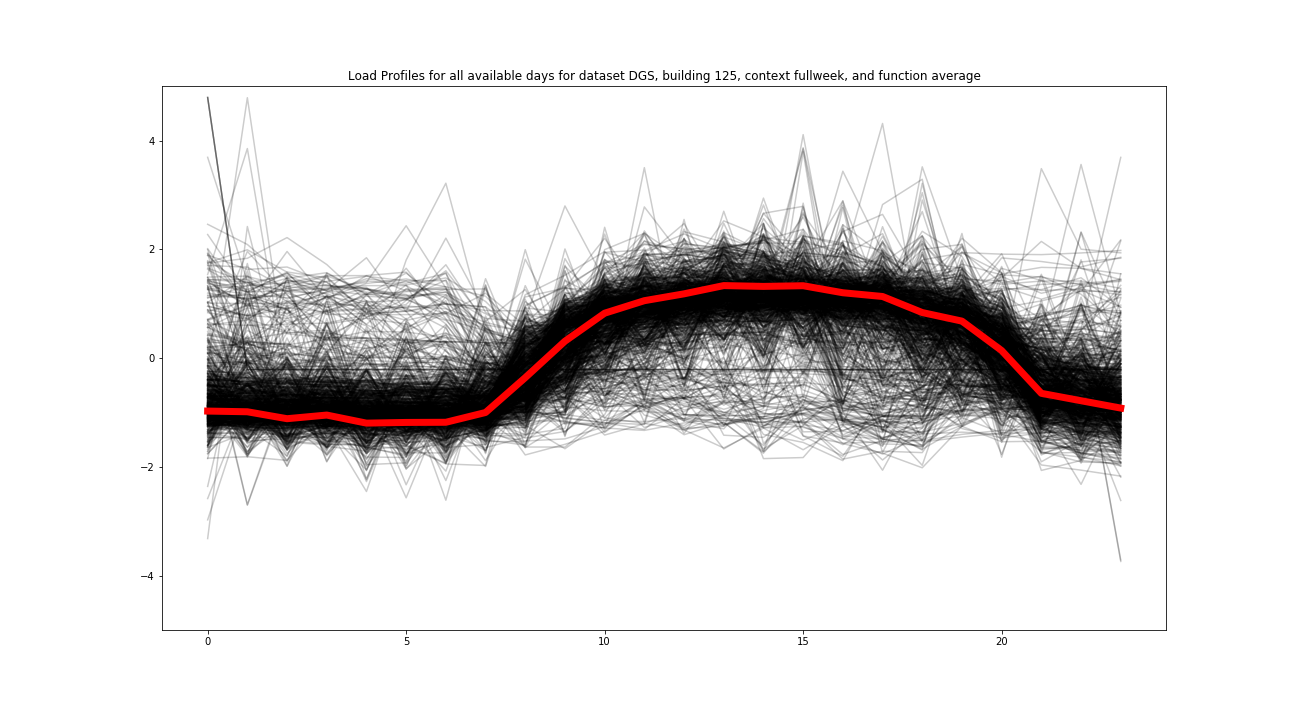 Load Profiles for all available days for dataset DGS, building 125, context fullweek, and function average
4
2
0
−2
−4
0 5 10 15 20